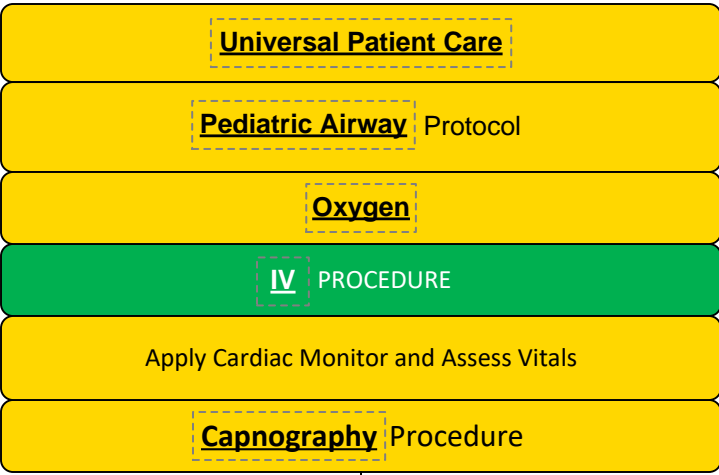 Universal Patient Care
Pediatric Airway Protocol
Oxygen
IV PROCEDURE
Apply Cardiac Monitor and Assess Vitals
Capnography Procedure